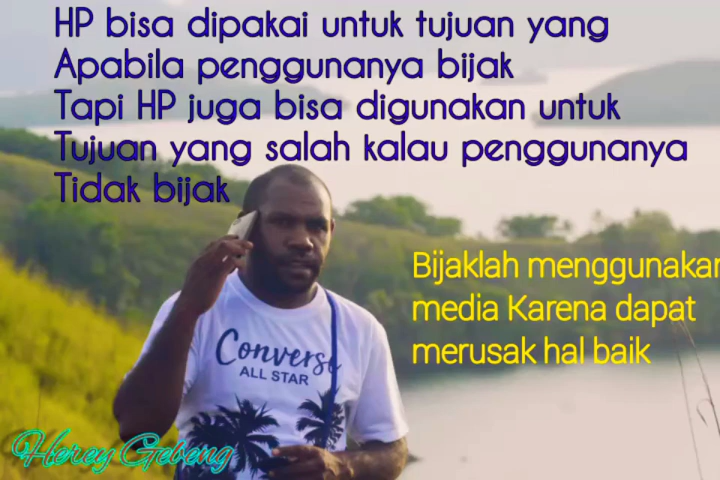 HP bisa dipakai untuk tujuan yang
Apabila penggunanya bijak
Tapi HP juga bisa digunakan untuk
Tujuan yang salah kalau penggunanya
Tidak bijak
Bijaklah menggunakan
media Karena dapat
merusak hal baik
Converse
ALL STAR
Herey Gebeng